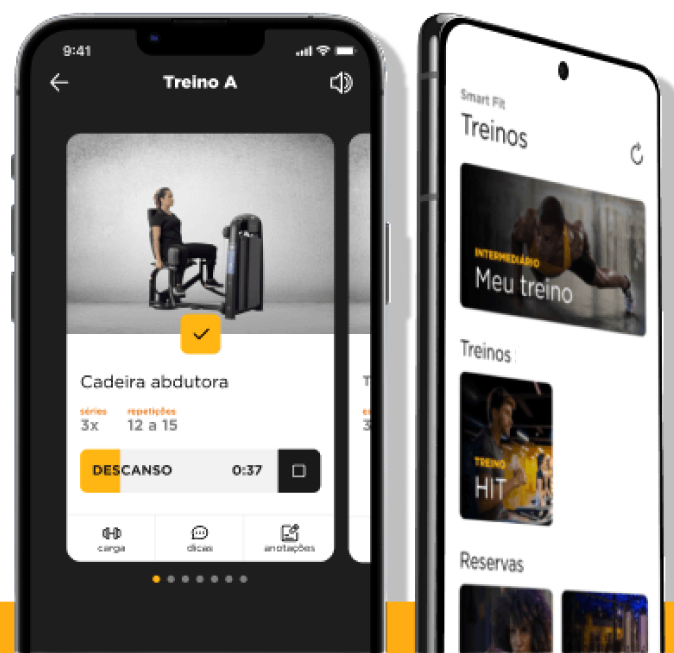 9:41
Treino A
Cadeira abdutora
séries
repetições
3x
12 a 15
DESCANSO
0:37
carga
dicas
anotações
T
3
Smart Fit
Treinos
INTERMEDIÁRIO
Meu treino
Treinos
TREINO
HIT
Reservas